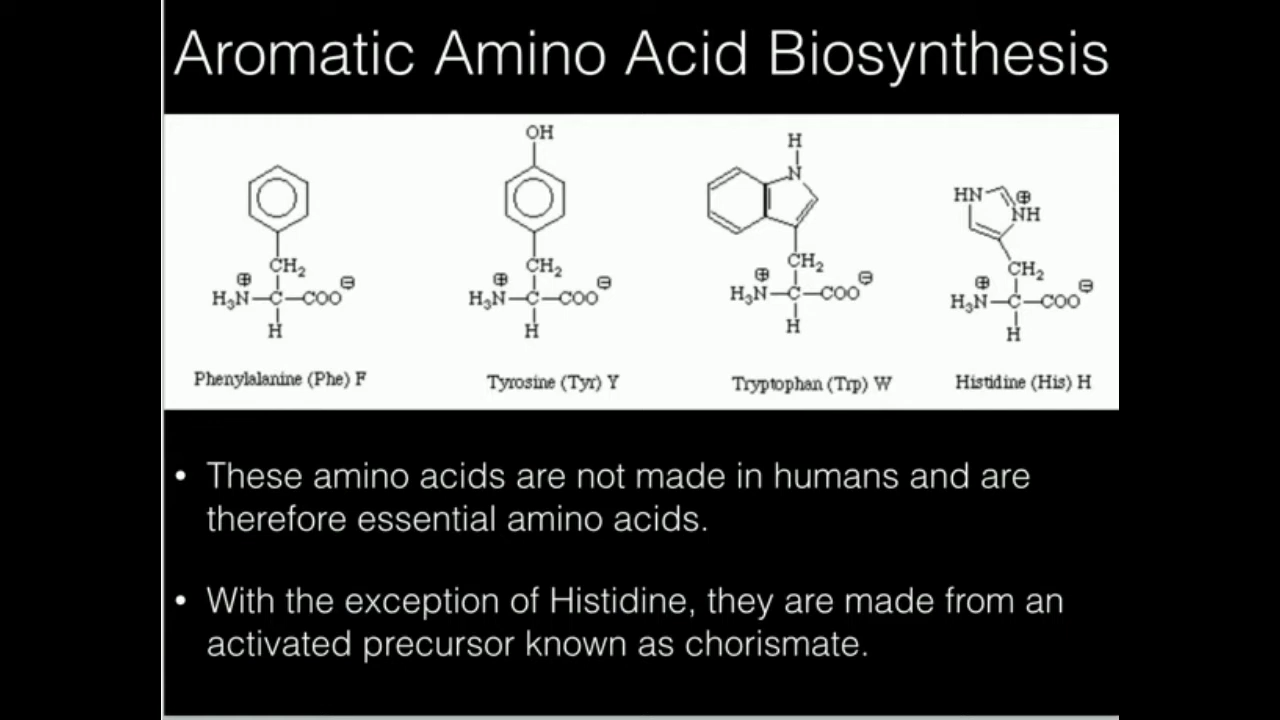 Aromatic Amino Acid Biosynthesis
OH
H
N
HN
⊕
NH
CH₂
CH₂
CH₂
CH₂
⊕
H₃N—C—COO
⊖
H
⊕
H₃N—C—COO
⊖
H
⊕
H₃N—C—COO
⊖
H
⊕
H₃N—C—COO
⊖
H
Phenylalanine (Phe) F
Tyrosine (Tyr) Y
Tryptophan (Trp) W
Histidine (His) H
• These amino acids are not made in humans and are
therefore essential amino acids.
• With the exception of Histidine, they are made from an
activated precursor known as chorismate.